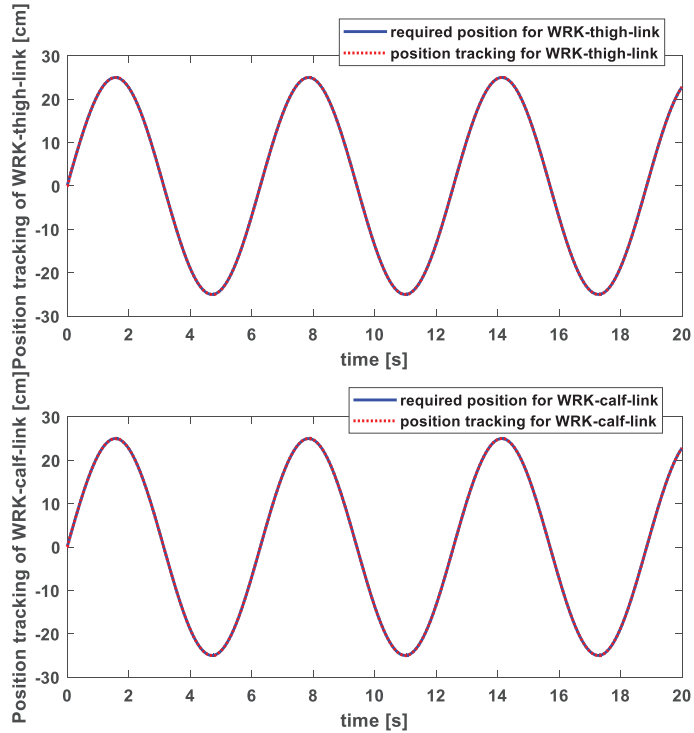 required position for WRK-thigh-link
position tracking for WRK-thigh-link
Position tracking of WRK-thigh-link [cm]
30
20
10
0
-10
-20
-30
0 2 4 6 8 10 12 14 16 18 20
time [s]
required position for WRK-calf-link
position tracking for WRK-calf-link
Position tracking of WRK-calf-link [cm]
30
20
10
0
-10
-20
-30
0 2 4 6 8 10 12 14 16 18 20
time [s]